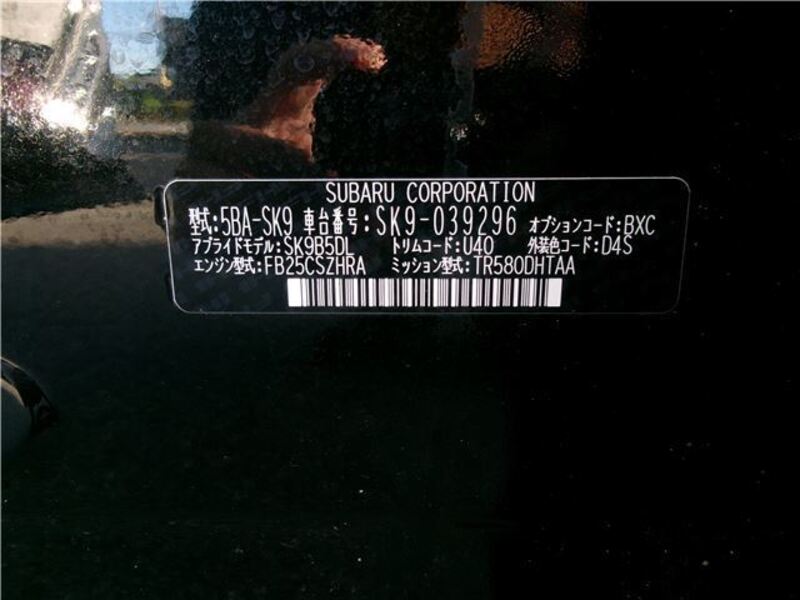 SUBARU CORPORATION
型式:5BA-SK9 車台番号:SK9-039296 オプションコード:BXC
アプライドモデル:SK9B5DL トリムコード:U40 外装色コード:D4S
エンジン型式:FB25CSZHRA ミッション型式:TR580DHTAA